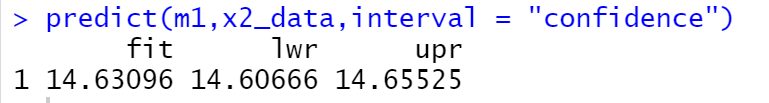 > predict(m1,x2_data,interval = "confidence")
fit lwr upr
1 14.63096 14.60666 14.65525